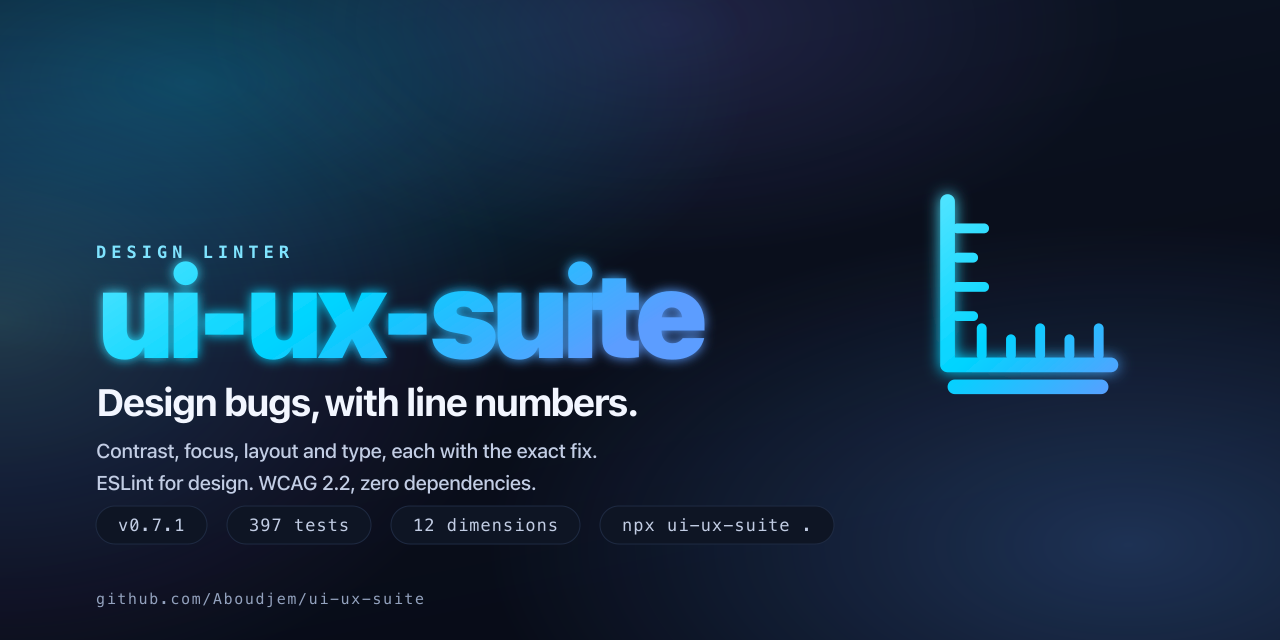 DESIGN LINTER
ui-ux-suite
Design bugs, with line numbers.
Contrast, focus, layout and type, each with the exact fix.
ESLint for design. WCAG 2.2, zero dependencies.
v0.7.1 397 tests 12 dimensions npx ui-ux-suite .
github.com/Aboudjem/ui-ux-suite